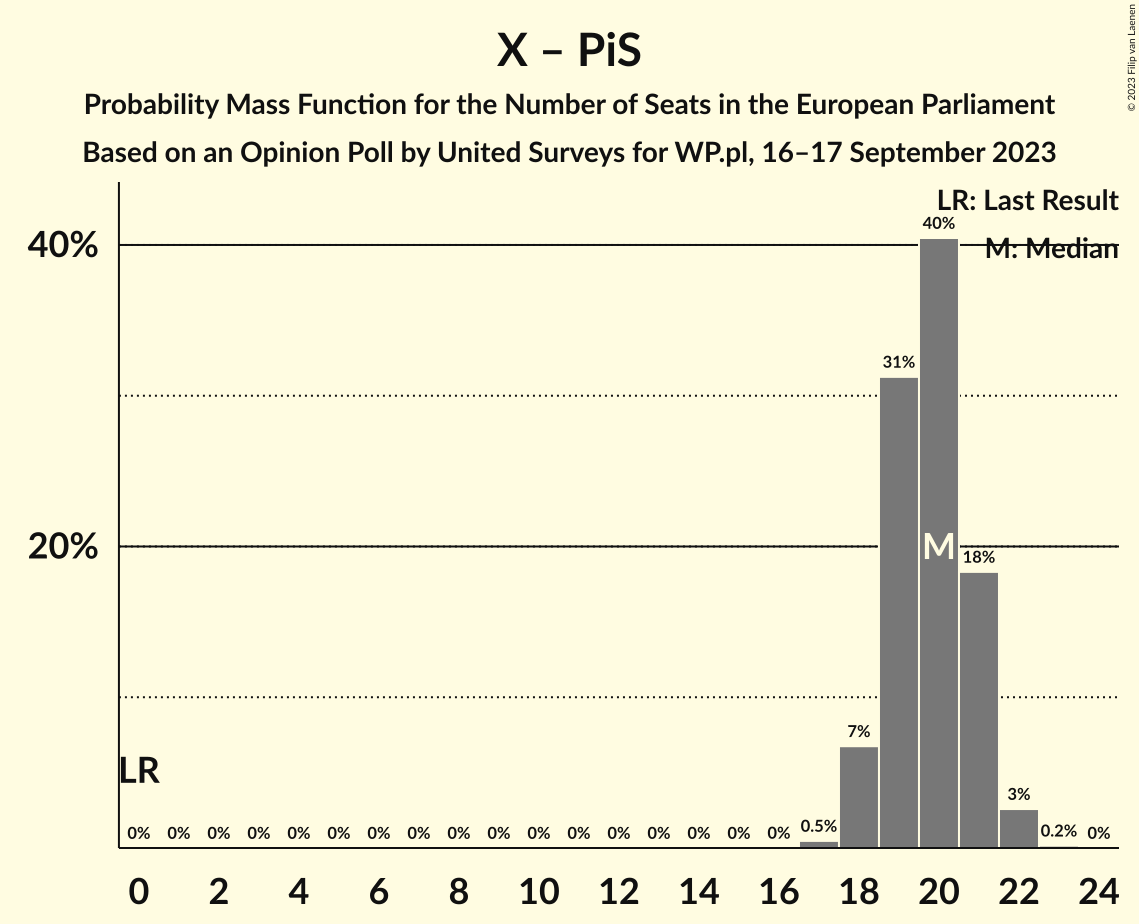 X – PiS
Probability Mass Function for the Number of Seats in the European Parliament
Based on an Opinion Poll by United Surveys for WP.pl, 16–17 September 2023
© 2023 Filip van Laenen
LR: Last Result
M: Median
40%
20%
40%
31%
M
18%
7%
LR
3%
0% 0% 0% 0% 0% 0% 0% 0% 0% 0% 0% 0% 0% 0% 0% 0% 0% 0.5% 0.2% 0%
0 2 4 6 8 10 12 14 16 18 20 22 24